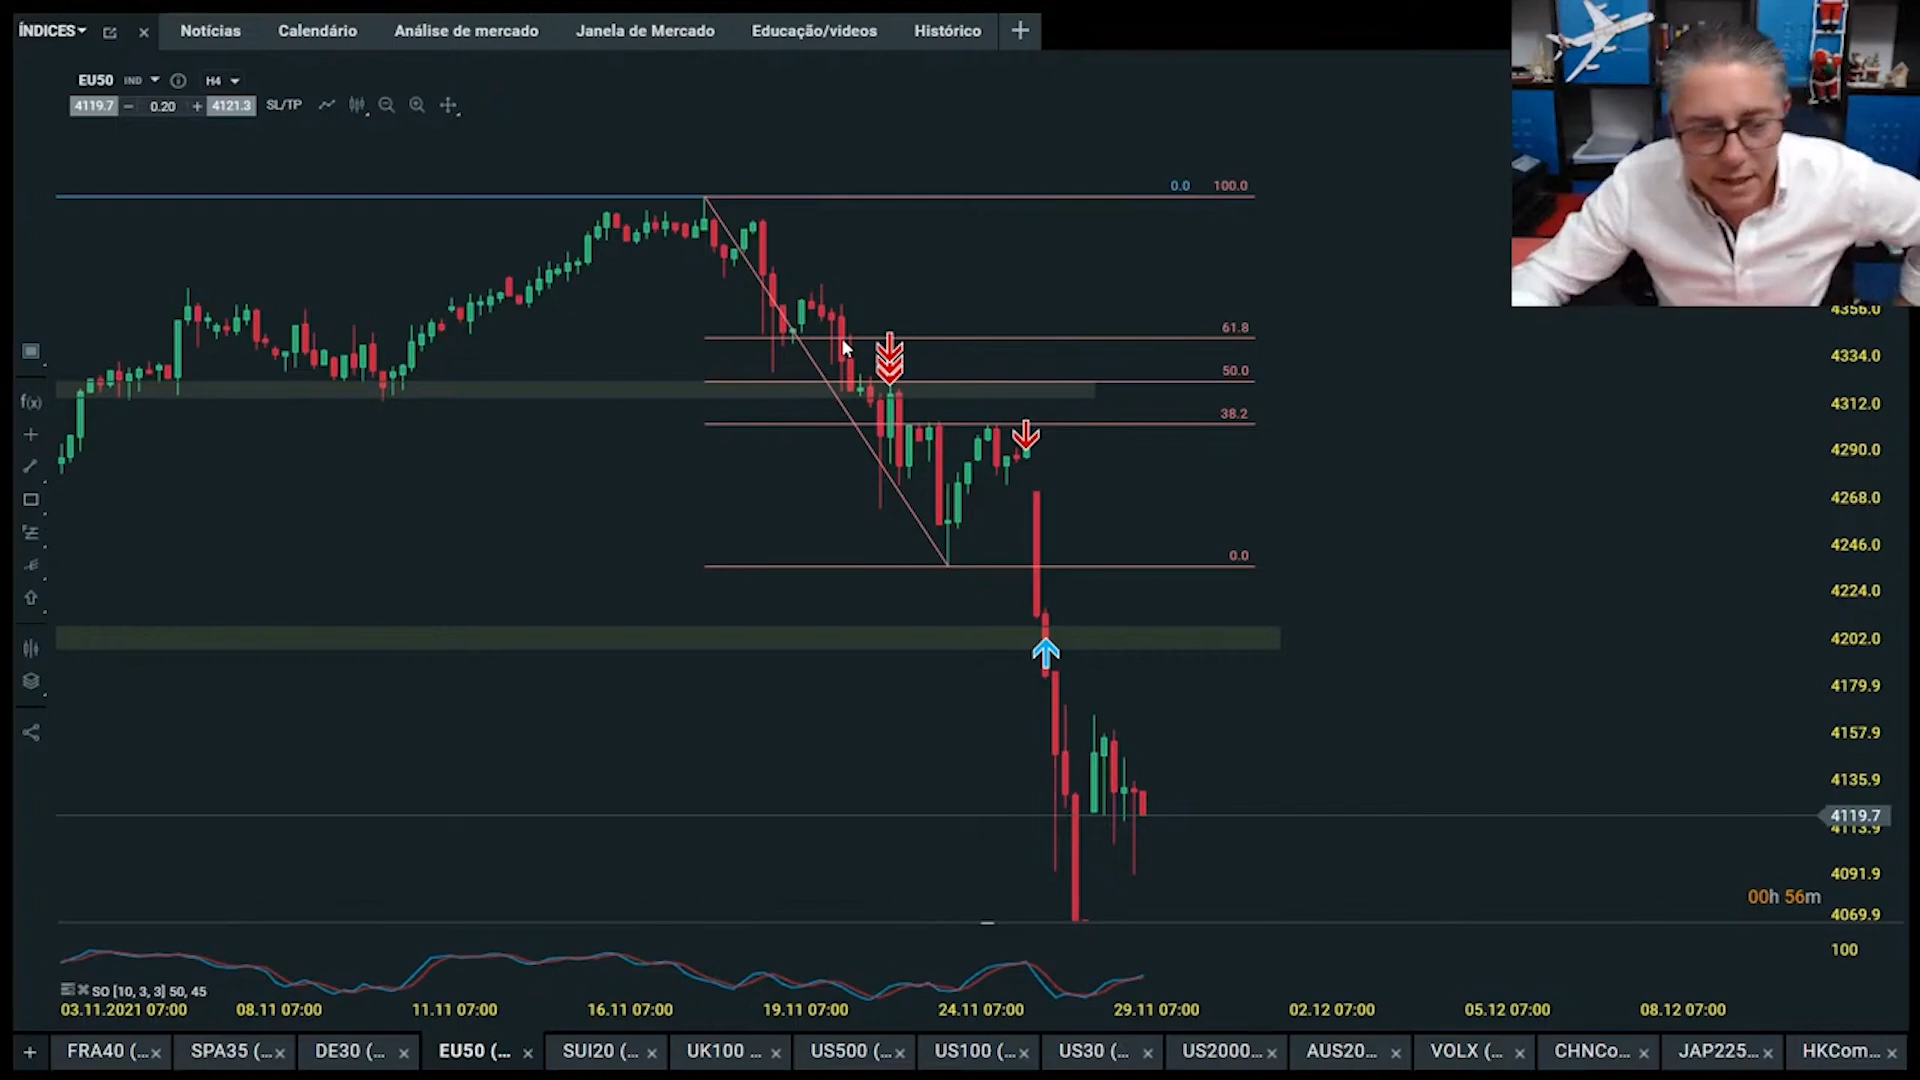 ÍNDICES
Notícias
Calendário
Análise de mercado
Janela de Mercado
Educação/videos
Histórico
EU50 IND H4
4119.7 − 0.20 + 4121.3 SL/TP
0.0 100.0
61.8
50.0
38.2
0.0
4356.0
4334.0
4312.0
4290.0
4268.0
4246.0
4224.0
4202.0
4179.9
4157.9
4135.9
4119.7
4113.9
4091.9
4069.9
00h 56m
100
f(x)
SO [10, 3, 3] 50, 45
03.11.2021 07:00
08.11 07:00
11.11 07:00
16.11 07:00
19.11 07:00
24.11 07:00
29.11 07:00
02.12 07:00
05.12 07:00
08.12 07:00
FRA40 (...
SPA35 (...
DE30 (...
EU50 (...
SUI20 (...
UK100 ...
US500 (...
US100 (...
US30 (...
US2000...
AUS20...
VOLX (...
CHNCo...
JAP225...
HKCom...